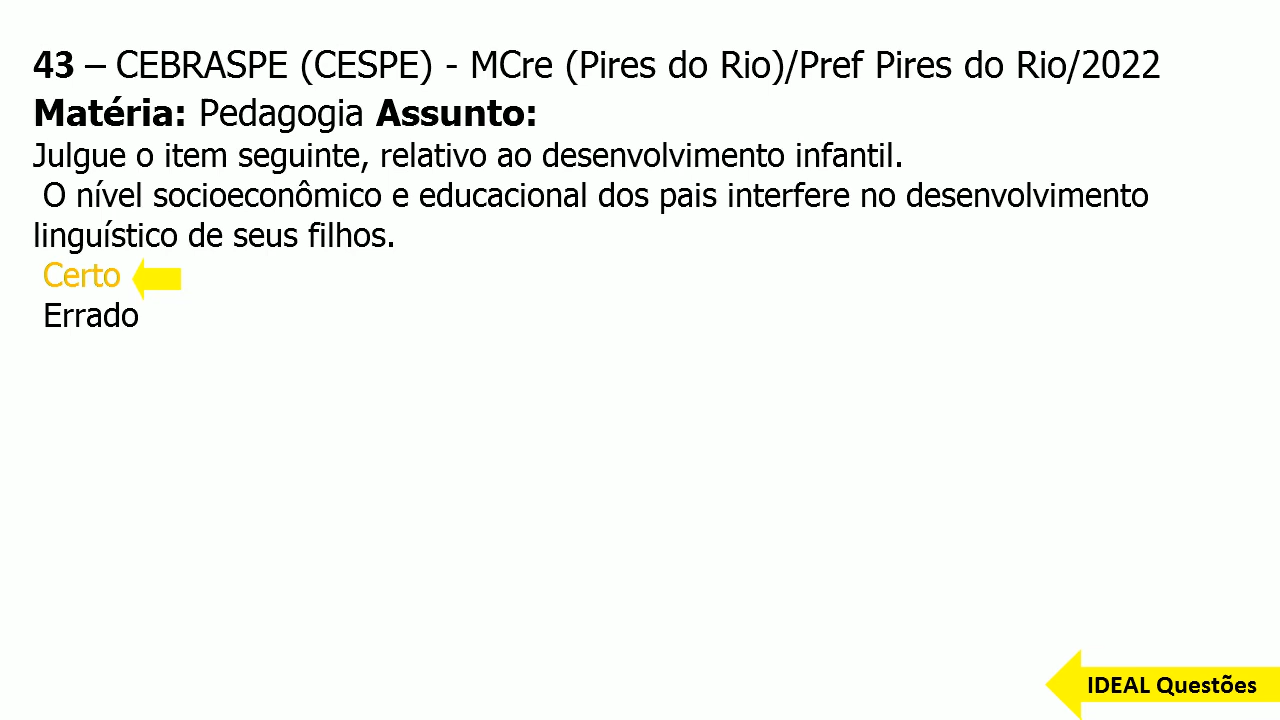 43 – CEBRASPE (CESPE) - MCre (Pires do Rio)/Pref Pires do Rio/2022
Matéria: Pedagogia Assunto:
Julgue o item seguinte, relativo ao desenvolvimento infantil.
O nível socioeconômico e educacional dos pais interfere no desenvolvimento
linguístico de seus filhos.
Certo
Errado
IDEAL Questões